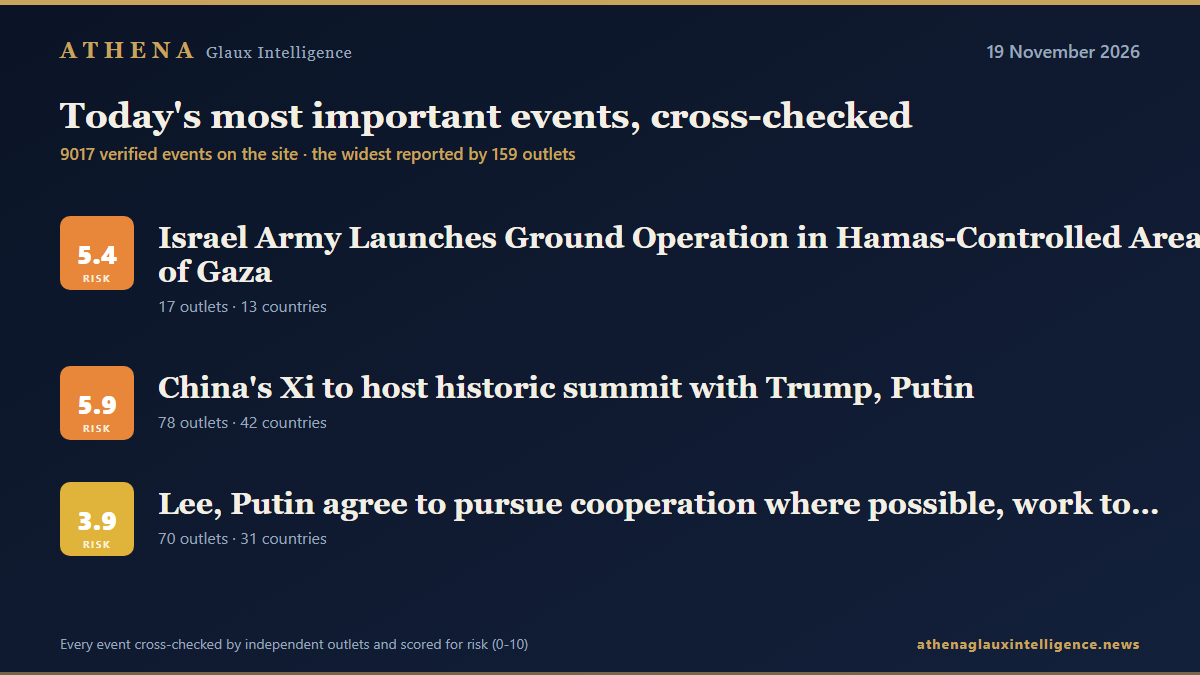 ATHENA Glaux Intelligence
19 November 2026
Today's most important events, cross-checked
9017 verified events on the site · the widest reported by 159 outlets
5.4
RISK
Israel Army Launches Ground Operation in Hamas-Controlled Area
of Gaza
17 outlets · 13 countries
5.9
RISK
China's Xi to host historic summit with Trump, Putin
78 outlets · 42 countries
3.9
RISK
Lee, Putin agree to pursue cooperation where possible, work to...
70 outlets · 31 countries
Every event cross-checked by independent outlets and scored for risk (0-10)
athenaglauxintelligence.news